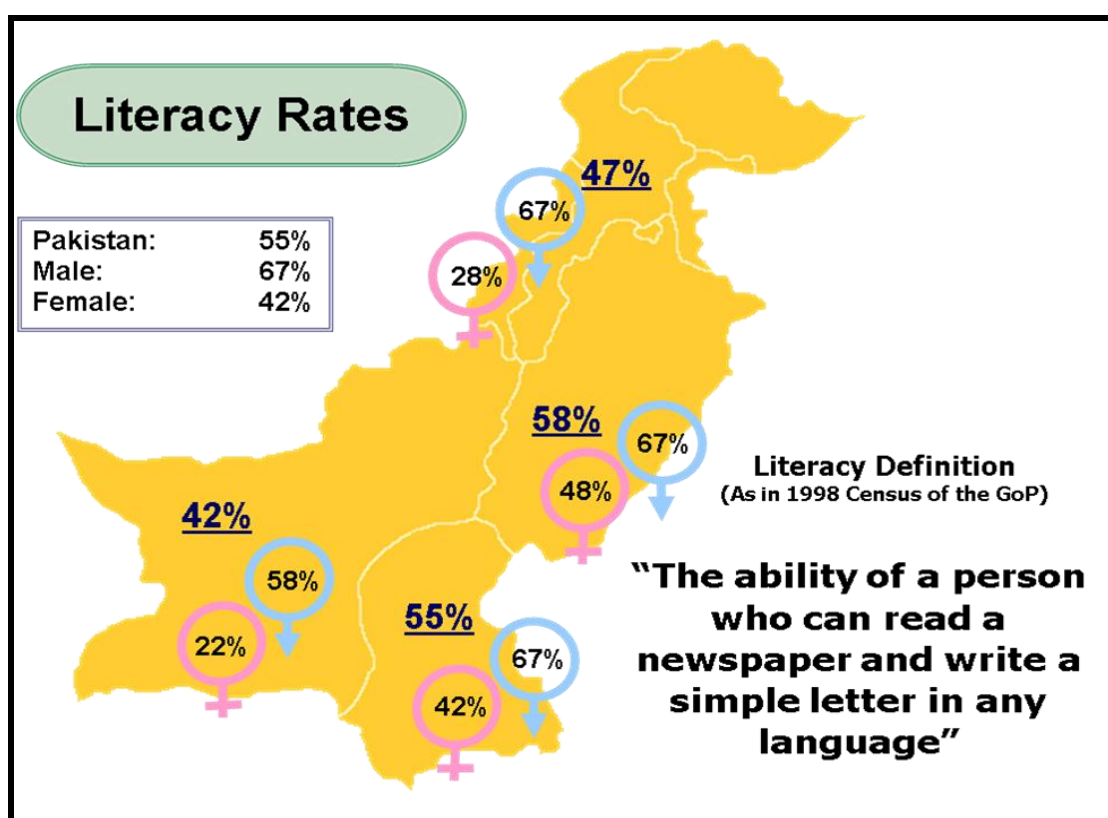 Literacy Rates
Pakistan: 55%
Male: 67%
Female: 42%
47%
67%
28%
58%
67%
48%
42%
58%
22%
55%
67%
42%
Literacy Definition
(As in 1998 Census of the GoP)
“The ability of a person
who can read a
newspaper and write a
simple letter in any
language”